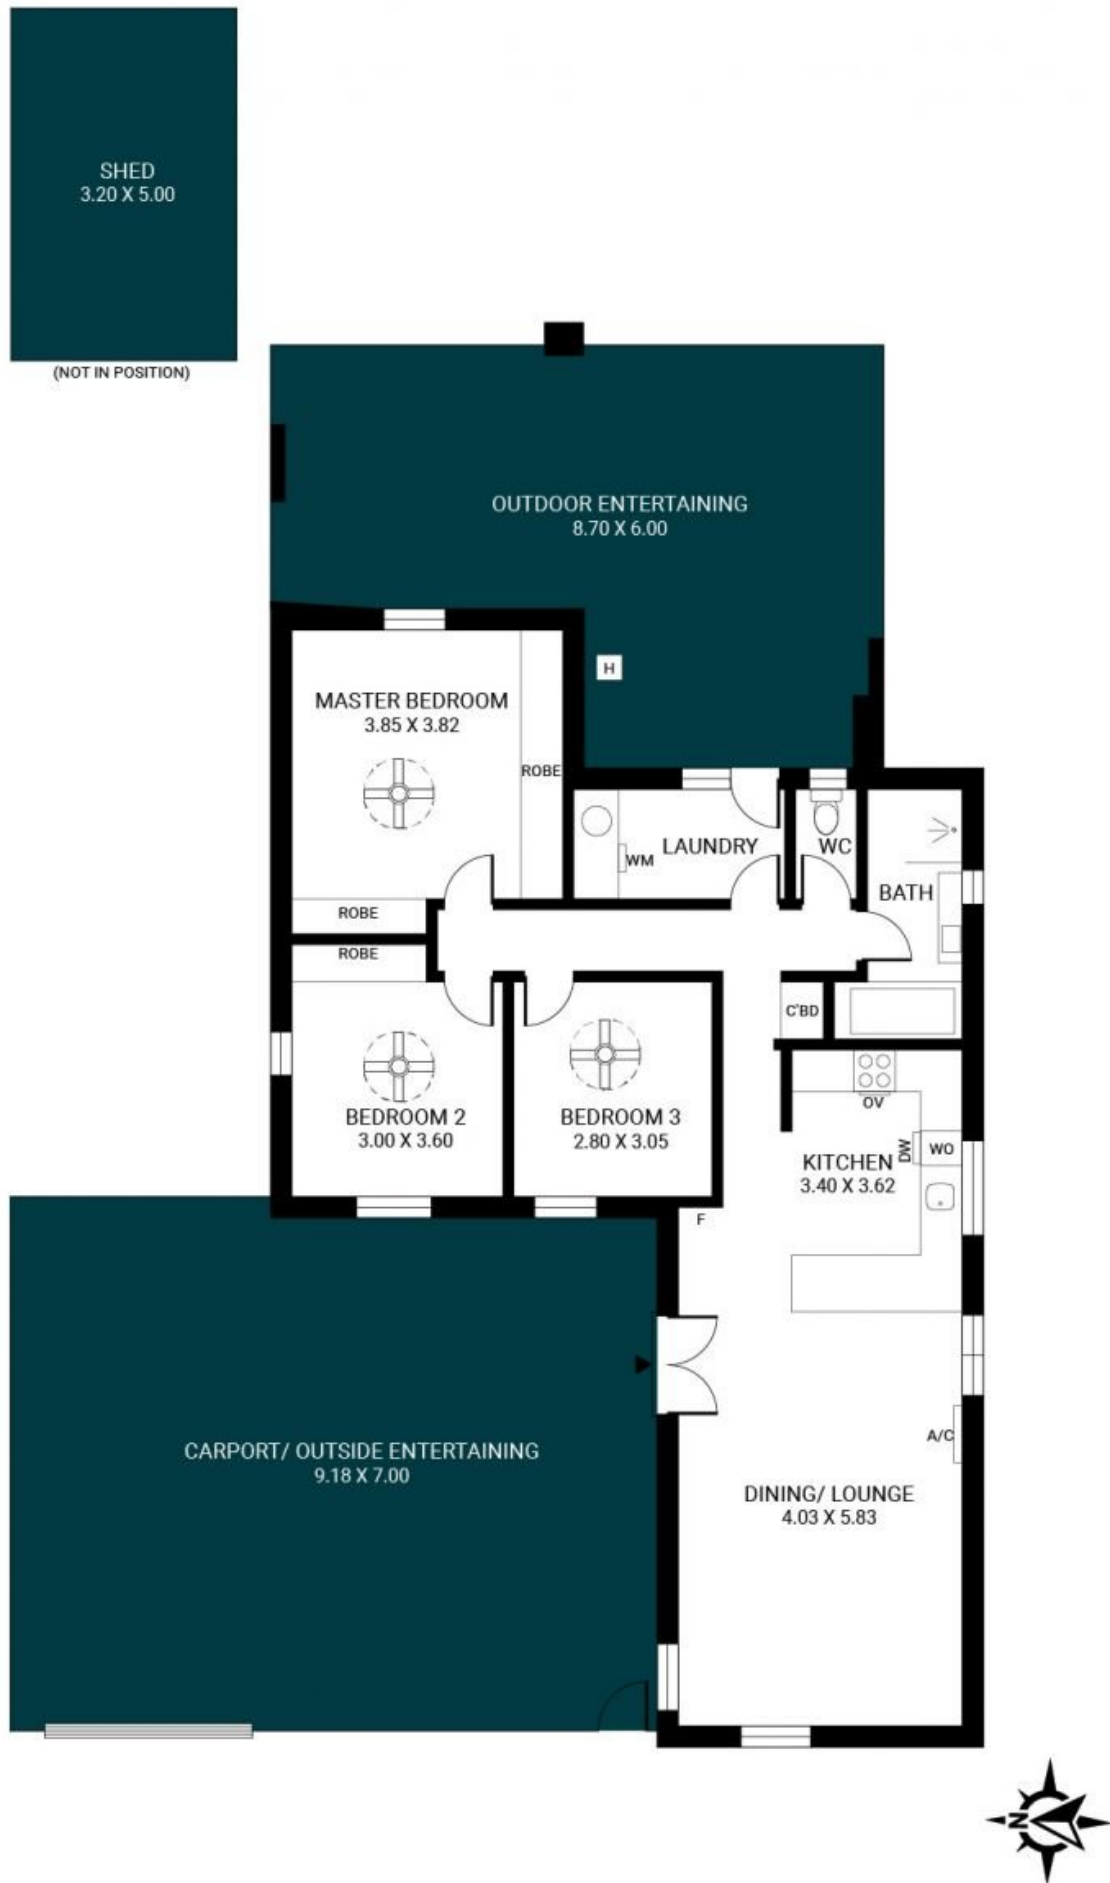 SHED
3.20 X 5.00
(NOT IN POSITION)
OUTDOOR ENTERTAINING
8.70 X 6.00
H
MASTER BEDROOM
3.85 X 3.82
ROBE
ROBE
ROBE
WM
LAUNDRY
WC
BATH
C'BD
BEDROOM 2
3.00 X 3.60
BEDROOM 3
2.80 X 3.05
OV
DW
WO
KITCHEN
3.40 X 3.62
F
CARPORT/ OUTSIDE ENTERTAINING
9.18 X 7.00
A/C
DINING/ LOUNGE
4.03 X 5.83
N